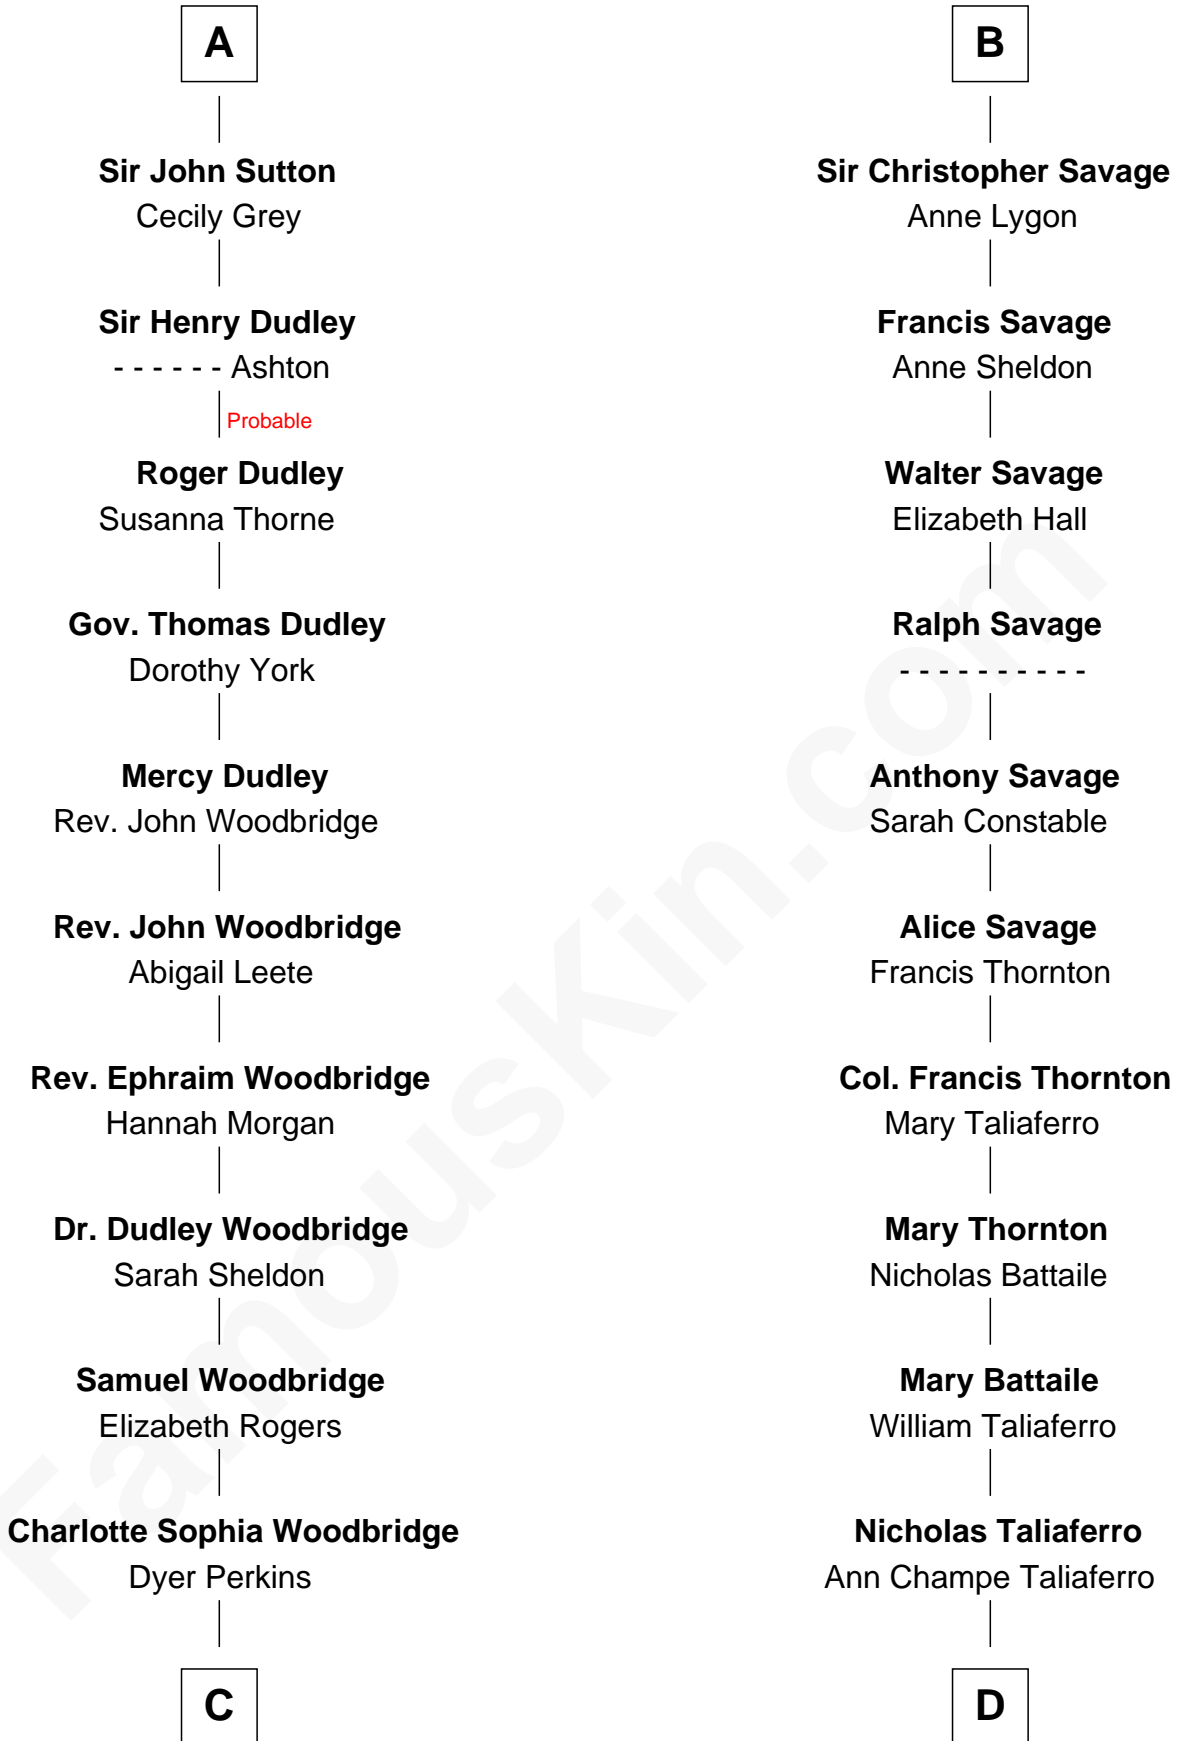 A
Sir John Sutton
Cecily Grey
Sir Henry Dudley
- - - - - - Ashton
Probable
Roger Dudley
Susanna Thorne
Gov. Thomas Dudley
Dorothy York
Mercy Dudley
Rev. John Woodbridge
Rev. John Woodbridge
Abigail Leete
Rev. Ephraim Woodbridge
Hannah Morgan
Dr. Dudley Woodbridge
Sarah Sheldon
Samuel Woodbridge
Elizabeth Rogers
Charlotte Sophia Woodbridge
Dyer Perkins
C
B
Sir Christopher Savage
Anne Lygon
Francis Savage
Anne Sheldon
Walter Savage
Elizabeth Hall
Ralph Savage
- - - - - - - - - -
Anthony Savage
Sarah Constable
Alice Savage
Francis Thornton
Col. Francis Thornton
Mary Taliaferro
Mary Thornton
Nicholas Battaile
Mary Battaile
William Taliaferro
Nicholas Taliaferro
Ann Champe Taliaferro
D
FamousKin.com